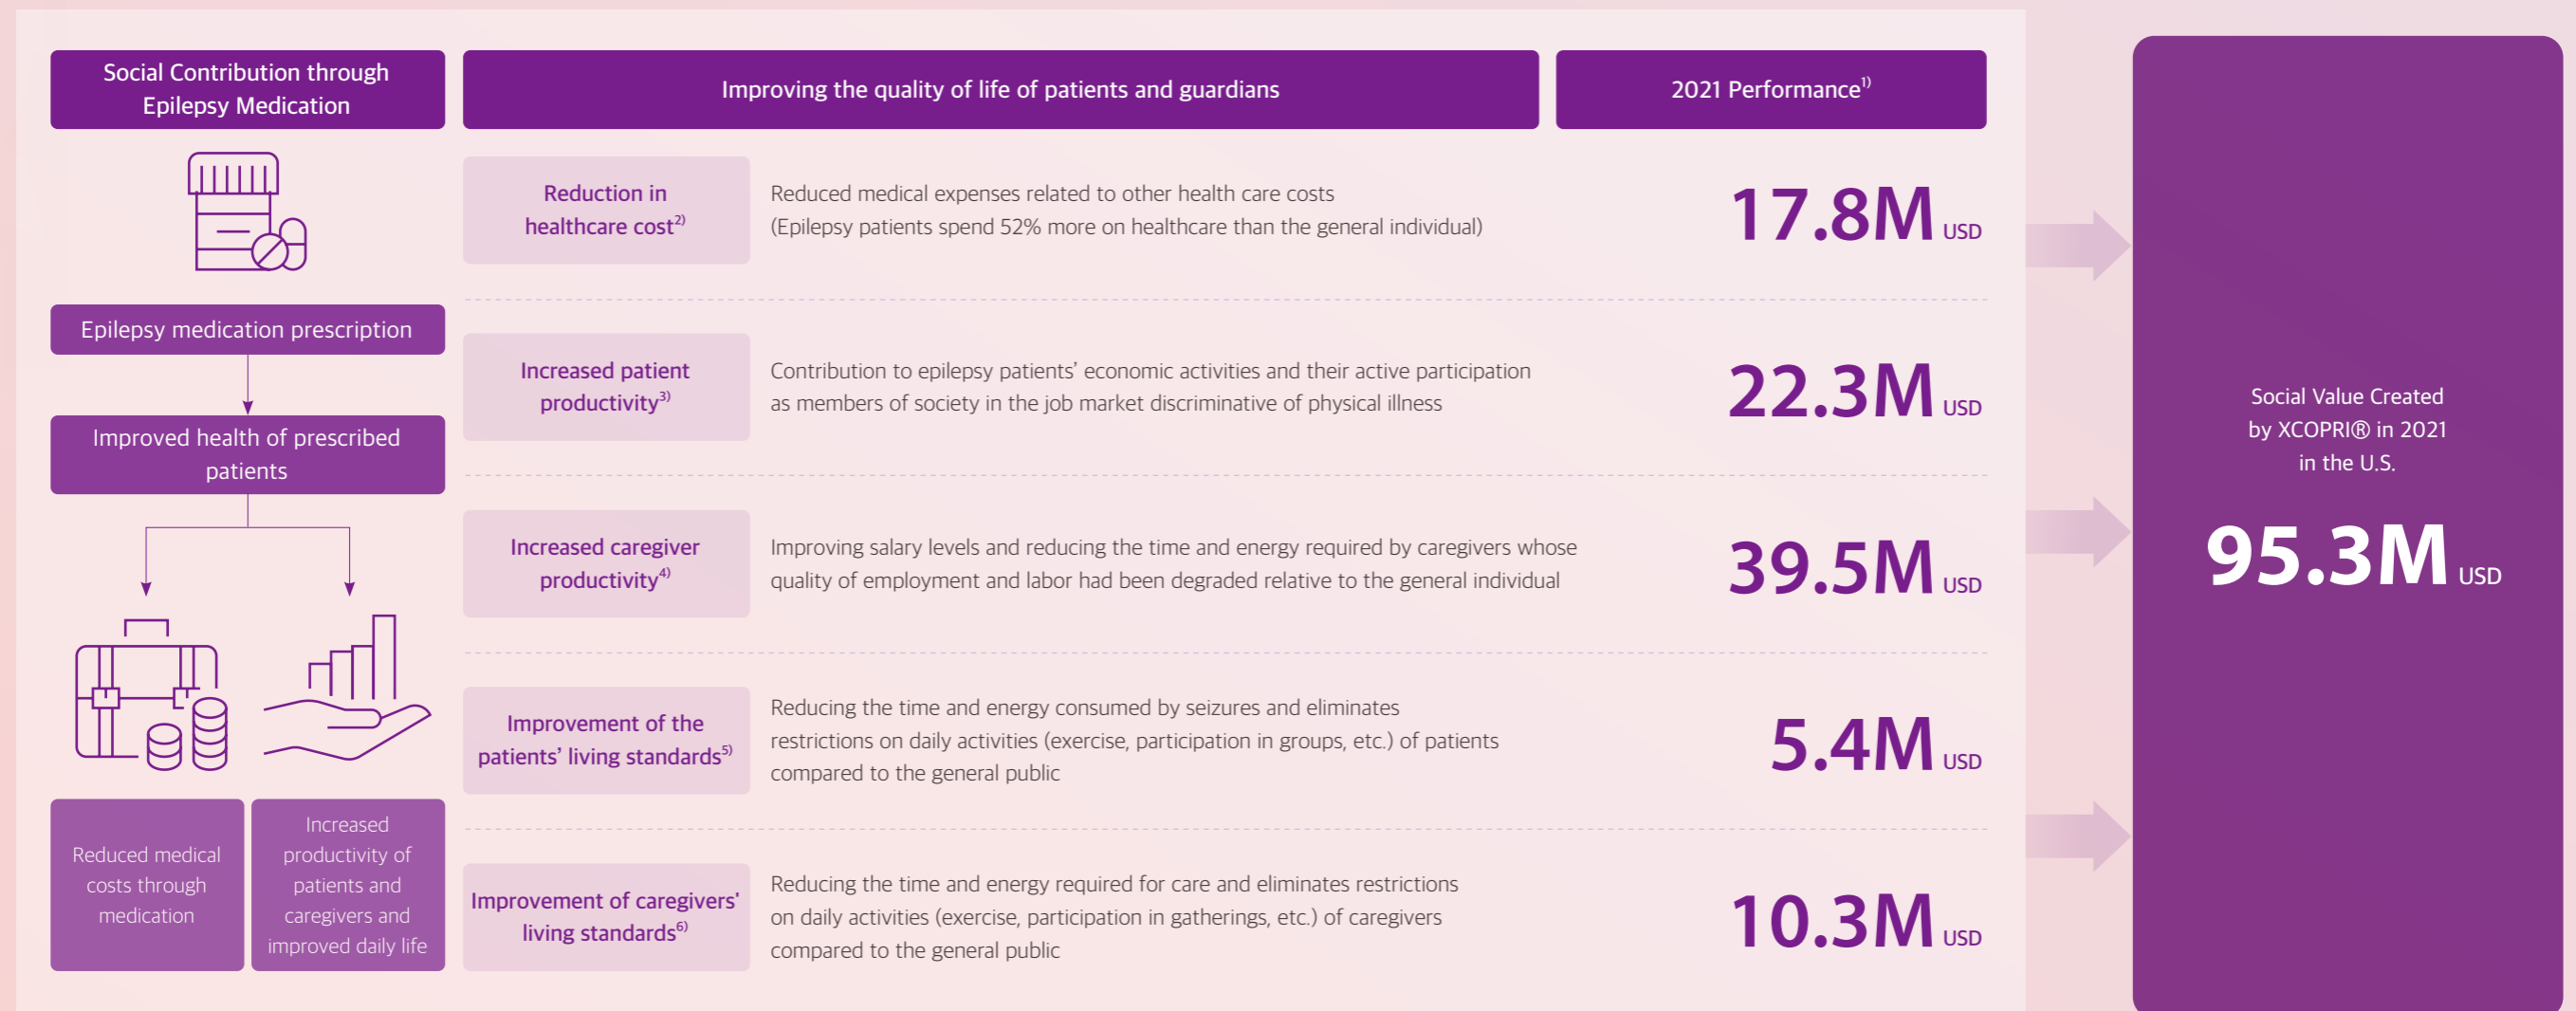 Social Contribution through
Epilepsy Medication
Improving the quality of life of patients and guardians
2021 Performance1)
Epilepsy medication prescription
Improved health of prescribed
patients
Reduced medical
costs through
medication
Increased
productivity of
patients and
caregivers and
improved daily life
Reduction in
healthcare cost2)
Reduced medical expenses related to other health care costs
(Epilepsy patients spend 52% more on healthcare than the general individual)
17.8M USD
Increased patient
productivity3)
Contribution to epilepsy patients’ economic activities and their active participation
as members of society in the job market discriminative of physical illness
22.3M USD
Increased caregiver
productivity4)
Improving salary levels and reducing the time and energy required by caregivers whose
quality of employment and labor had been degraded relative to the general individual
39.5M USD
Improvement of the
patients’ living standards5)
Reducing the time and energy consumed by seizures and eliminates
restrictions on daily activities (exercise, participation in groups, etc.) of patients
compared to the general public
5.4M USD
Improvement of caregivers'
living standards6)
Reducing the time and energy required for care and eliminates restrictions
on daily activities (exercise, participation in gatherings, etc.) of caregivers
compared to the general public
10.3M USD
Social Value Created
by XCOPRI® in 2021
in the U.S.
95.3M USD